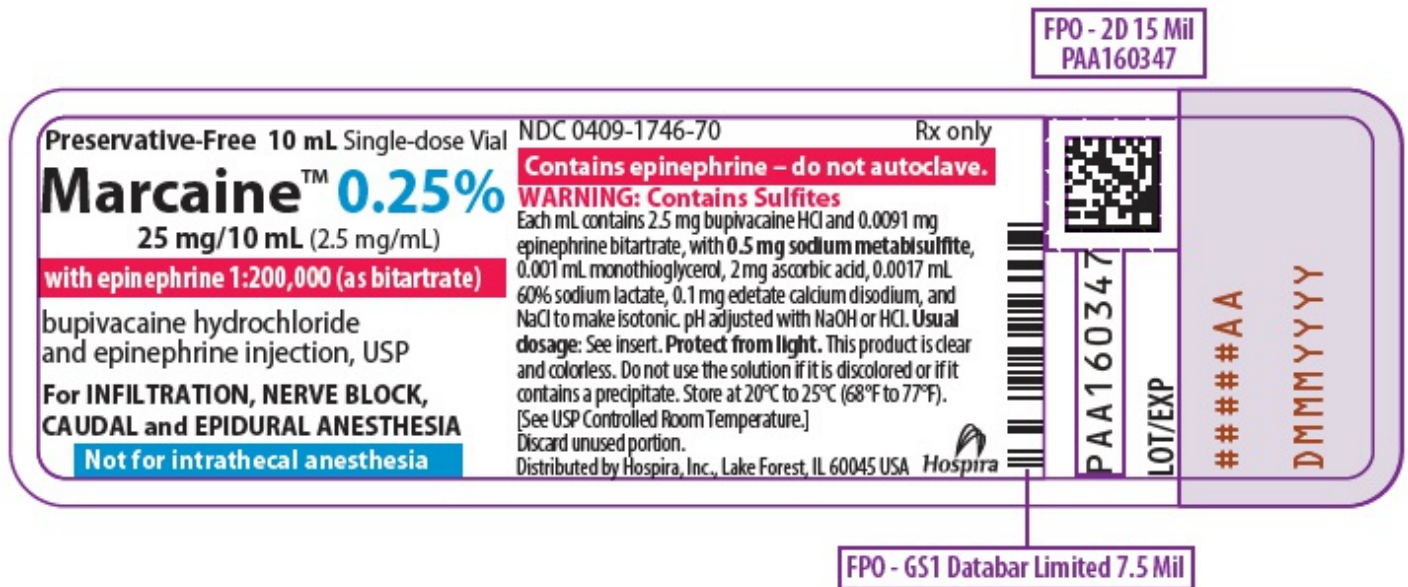 FPO - 2D 15 Mil
PAA160347
Preservative-Free 10 mL Single-dose Vial
Marcaine™ 0.25%
25 mg/10 mL (2.5 mg/mL)
with epinephrine 1:200,000 (as bitartrate)
bupivacaine hydrochloride
and epinephrine injection, USP
For INFILTRATION, NERVE BLOCK,
CAUDAL and EPIDURAL ANESTHESIA
Not for intrathecal anesthesia
NDC 0409-1746-70 Rx only
Contains epinephrine – do not autoclave.
WARNING: Contains Sulfites
Each mL contains 2.5 mg bupivacaine HCl and 0.0091 mg
epinephrine bitartrate, with 0.5 mg sodium metabisulfite,
0.001 mL monothioglycerol, 2 mg ascorbic acid, 0.0017 mL
60% sodium lactate, 0.1 mg edetate calcium disodium, and
NaCl to make isotonic. pH adjusted with NaOH or HCl. Usual
dosage: See insert. Protect from light. This product is clear
and colorless. Do not use the solution if it is discolored or if it
contains a precipitate. Store at 20°C to 25°C (68°F to 77°F).
[See USP Controlled Room Temperature.]
Discard unused portion.
Distributed by Hospira, Inc., Lake Forest, IL 60045 USA
Hospira
PAA160347
LOT/EXP
#####AA
DMMMYYYY
FPO - GS1 Databar Limited 7.5 Mil